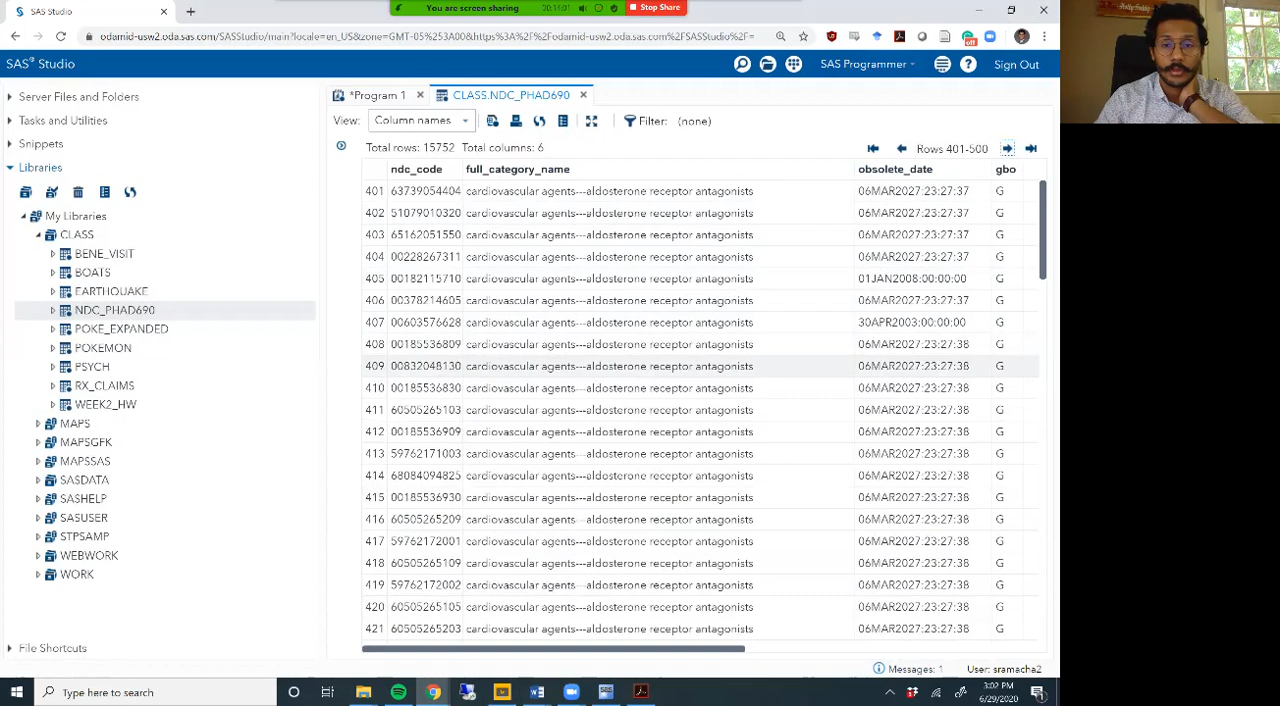 SAS Studio
You are screen sharing
20:16:01
Stop Share
odamid-usw2.oda.sas.com/SASStudio/main?locale=en_US&zone=GMT-05%253A00&https%3A%2F%2Fodamid-usw2.oda.sas.com%2FSASStudio%2F=
off
SAS® Studio
SAS Programmer
Sign Out
Server Files and Folders
Tasks and Utilities
Snippets
Libraries
My Libraries
CLASS
BENE_VISIT
BOATS
EARTHQUAKE
NDC_PHAD690
POKE_EXPANDED
POKEMON
PSYCH
RX_CLAIMS
WEEK2_HW
MAPS
MAPSGFK
MAPSSAS
SASDATA
SASHELP
SASUSER
STPSAMP
WEBWORK
WORK
File Shortcuts
*Program 1
CLASS.NDC_PHAD690
View: Column names Filter: (none)
Total rows: 15752 Total columns: 6 Rows 401-500
ndc_code full_category_name obsolete_date gbo
401 63739054404 cardiovascular agents---aldosterone receptor antagonists 06MAR2027:23:27:37 G
402 51079010320 cardiovascular agents---aldosterone receptor antagonists 06MAR2027:23:27:37 G
403 65162051550 cardiovascular agents---aldosterone receptor antagonists 06MAR2027:23:27:37 G
404 00228267311 cardiovascular agents---aldosterone receptor antagonists 06MAR2027:23:27:37 G
405 00182115710 cardiovascular agents---aldosterone receptor antagonists 01JAN2008:00:00:00 G
406 00378214605 cardiovascular agents---aldosterone receptor antagonists 06MAR2027:23:27:37 G
407 00603576628 cardiovascular agents---aldosterone receptor antagonists 30APR2003:00:00:00 G
408 00185536809 cardiovascular agents---aldosterone receptor antagonists 06MAR2027:23:27:38 G
409 00832048130 cardiovascular agents---aldosterone receptor antagonists 06MAR2027:23:27:38 G
410 00185536830 cardiovascular agents---aldosterone receptor antagonists 06MAR2027:23:27:38 G
411 60505265103 cardiovascular agents---aldosterone receptor antagonists 06MAR2027:23:27:38 G
412 00185536909 cardiovascular agents---aldosterone receptor antagonists 06MAR2027:23:27:38 G
413 59762171003 cardiovascular agents---aldosterone receptor antagonists 06MAR2027:23:27:38 G
414 68084094825 cardiovascular agents---aldosterone receptor antagonists 06MAR2027:23:27:38 G
415 00185536930 cardiovascular agents---aldosterone receptor antagonists 06MAR2027:23:27:38 G
416 60505265209 cardiovascular agents---aldosterone receptor antagonists 06MAR2027:23:27:38 G
417 59762172001 cardiovascular agents---aldosterone receptor antagonists 06MAR2027:23:27:38 G
418 60505265109 cardiovascular agents---aldosterone receptor antagonists 06MAR2027:23:27:38 G
419 59762172002 cardiovascular agents---aldosterone receptor antagonists 06MAR2027:23:27:38 G
420 60505265105 cardiovascular agents---aldosterone receptor antagonists 06MAR2027:23:27:38 G
421 60505265203 cardiovascular agents---aldosterone receptor antagonists 06MAR2027:23:27:38 G
Messages: 1 User: sramacha2
Type here to search
3:02 PM
6/29/2020